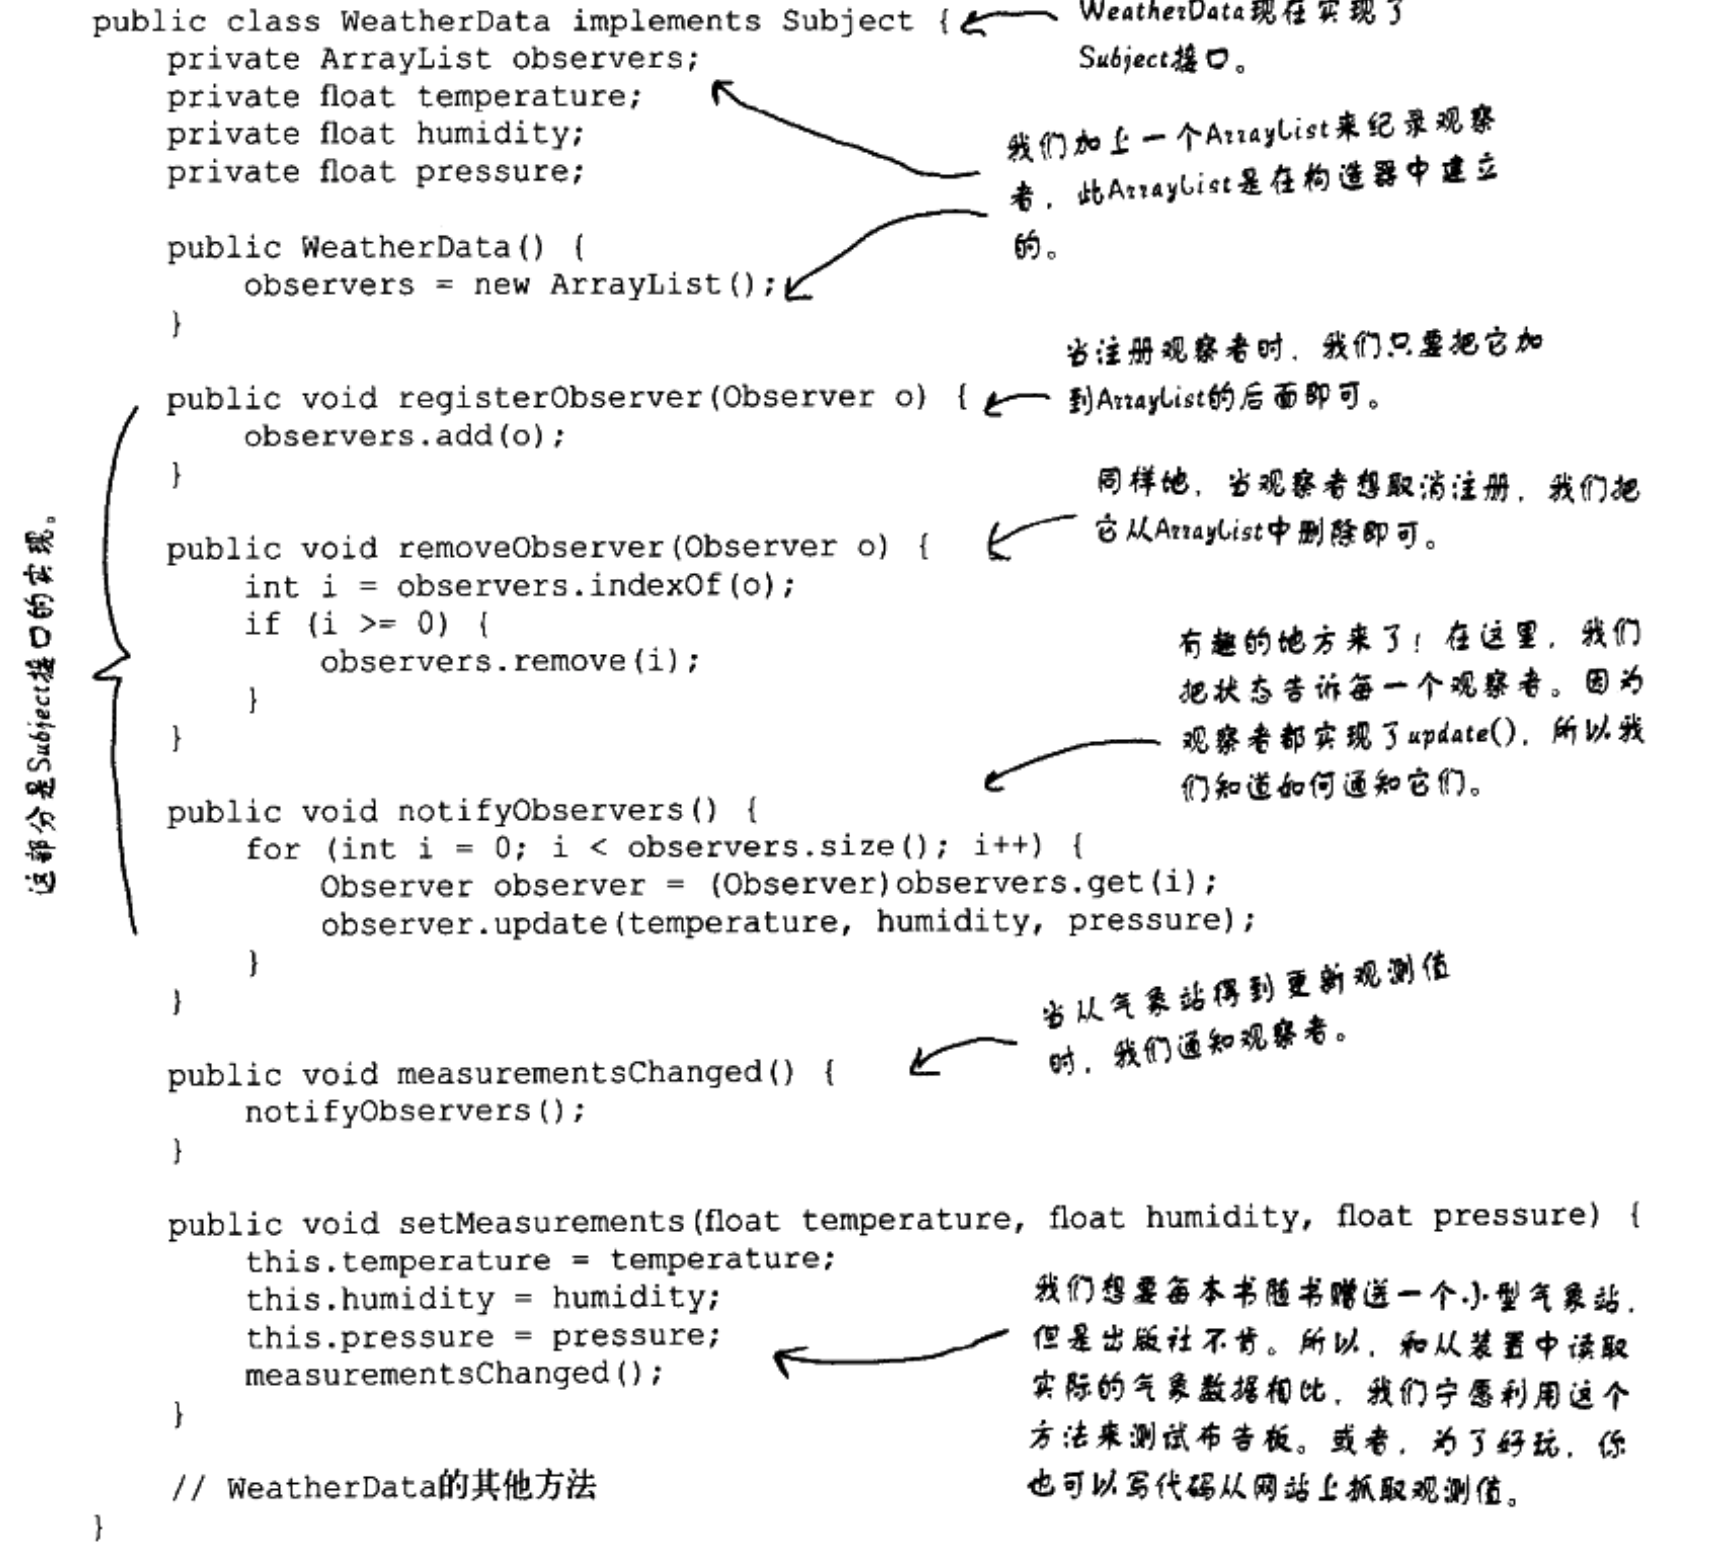 public class WeatherData implements Subject {
WeatherData现在实现了
Subject接口。
private ArrayList observers;
private float temperature;
private float humidity;
private float pressure;
我们加上一个ArrayList来纪录观察
者，此ArrayList是在构造器中建立
的。
public WeatherData() {
observers = new ArrayList();
}
当注册观察者时，我们只要把它加
到ArrayList的后面即可。
public void registerObserver(Observer o) {
observers.add(o);
}
同样地，当观察者想取消注册，我们把
它从ArrayList中删除即可。
public void removeObserver(Observer o) {
int i = observers.indexOf(o);
if (i >= 0) {
observers.remove(i);
}
}
有趣的地方来了！在这里，我们
把状态告诉每一个观察者。因为
观察者都实现了update()，所以我
们知道如何通知它们。
public void notifyObservers() {
for (int i = 0; i < observers.size(); i++) {
Observer observer = (Observer)observers.get(i);
observer.update(temperature, humidity, pressure);
}
}
这部分是Subject接口的实现。
当从气象站得到更新观测值
时，我们通知观察者。
public void measurementsChanged() {
notifyObservers();
}
public void setMeasurements(float temperature, float humidity, float pressure) {
this.temperature = temperature;
this.humidity = humidity;
this.pressure = pressure;
measurementsChanged();
}
我们想要每本书随书赠送一个小型气象站，
但是出版社不肯。所以，和从装置中读取
实际的气象数据相比，我们宁愿利用这个
方法来测试布告板。或者，为了好玩，你
也可以写代码从网站上抓取观测值。
// WeatherData的其他方法
}